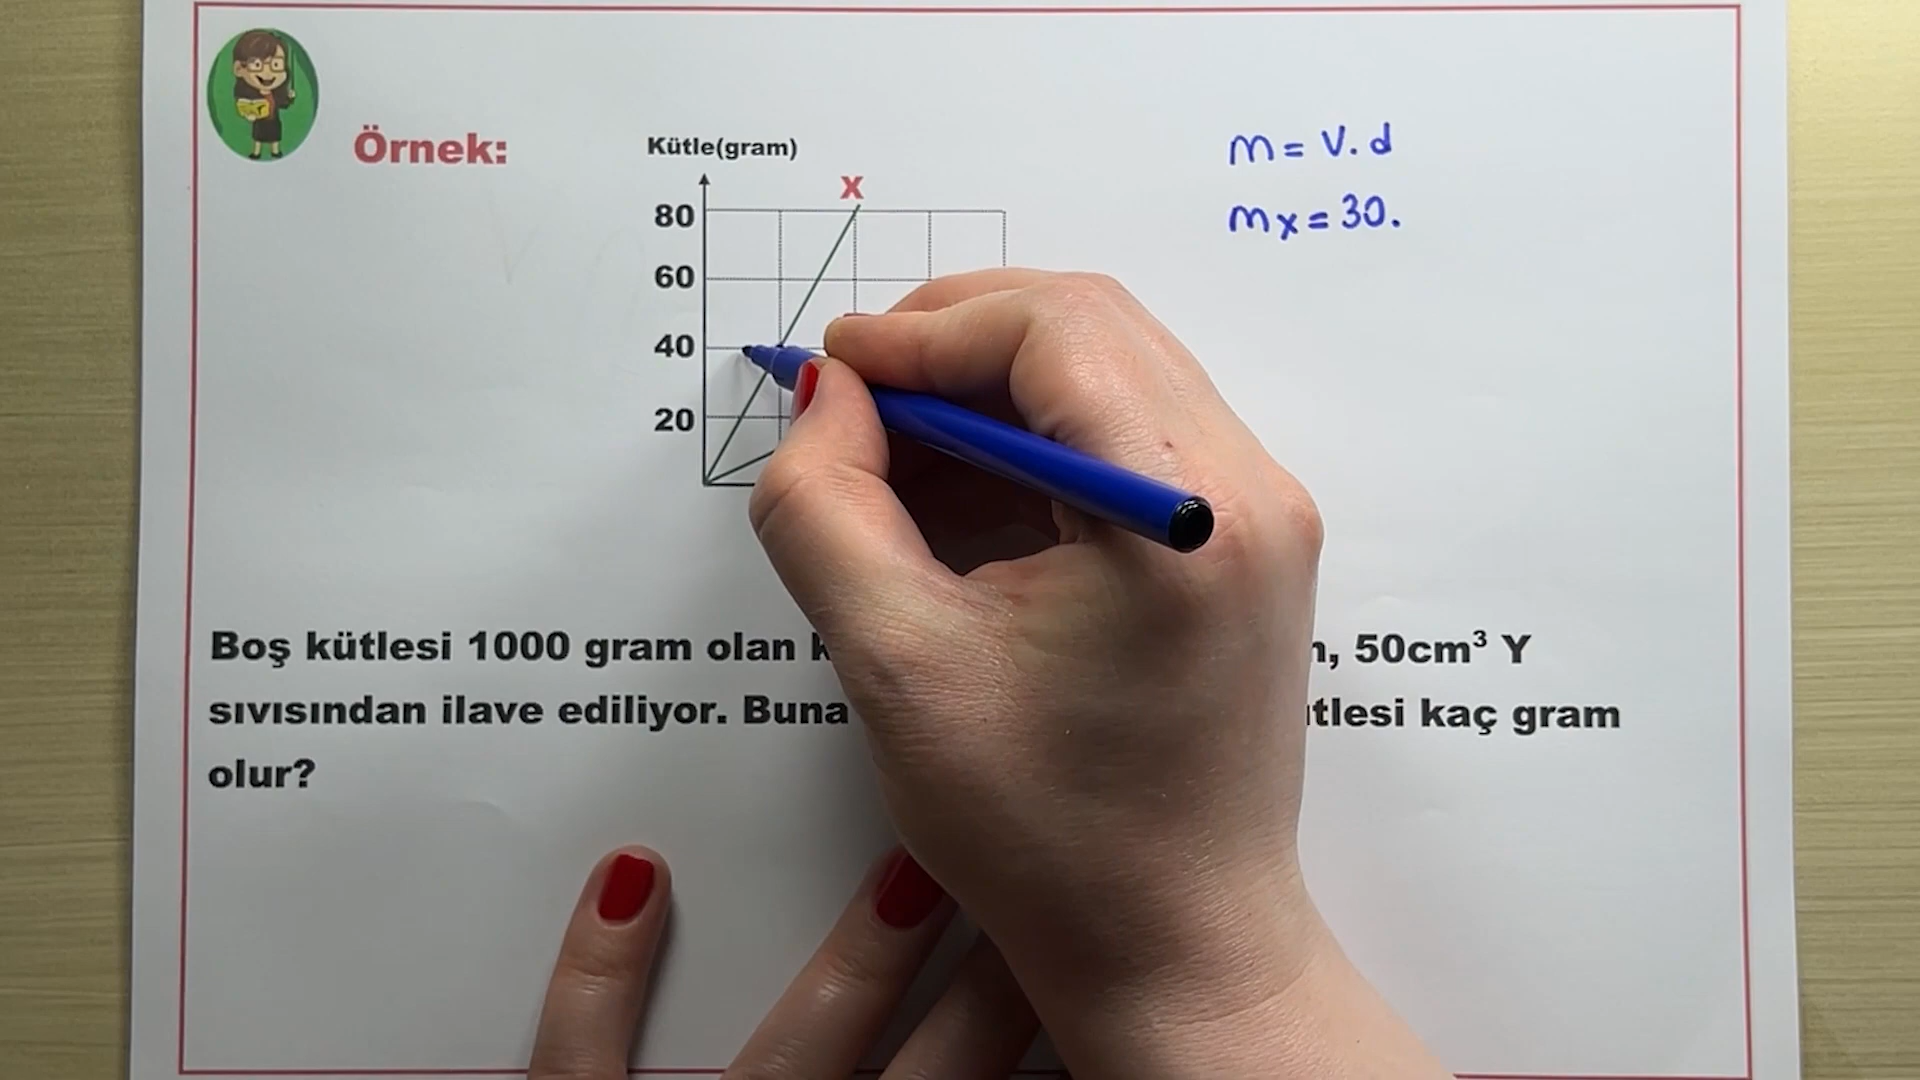 Örnek:
Kütle(gram)
m = V. d
X
mx = 30.
80
60
40
20
Boş kütlesi 1000 gram olan , 50cm³ Y
sıvısından ilave ediliyor. Buna kaç gram
olur?